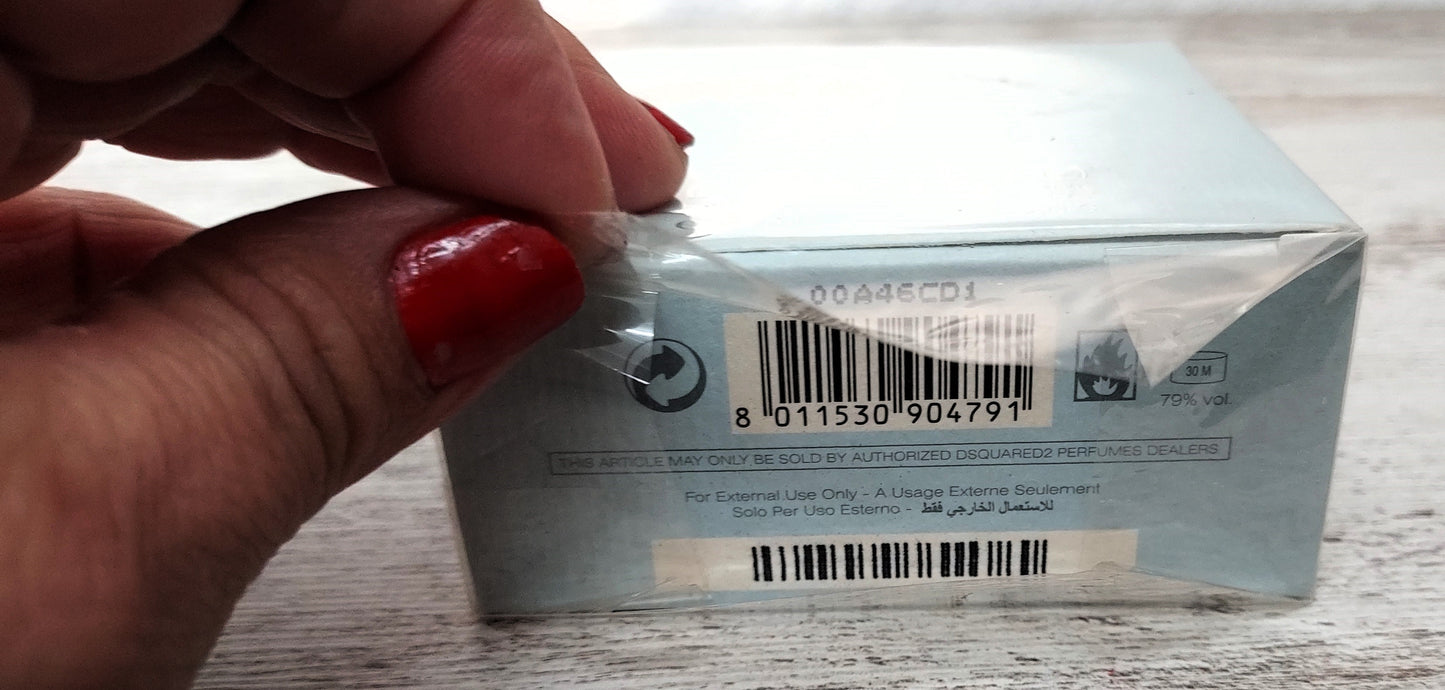 00A46CD1
8 011530 904791
30 M
79% vol.
THIS ARTICLE MAY ONLY BE SOLD BY AUTHORIZED DSQUARED2 PERFUMES DEALERS
For External Use Only - A Usage Externe Seulement
Solo Per Uso Esterno - للاستعمال الخارجي فقط